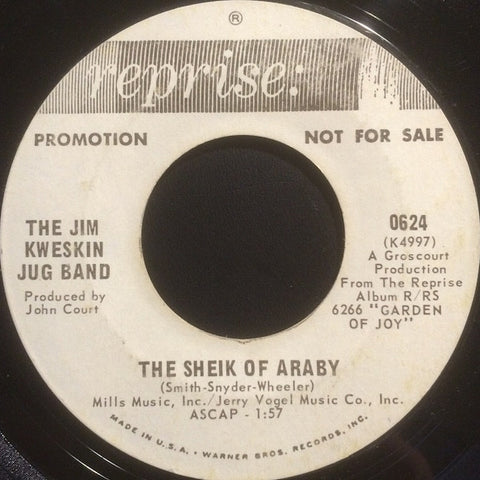 ®
reprise:
PROMOTION
NOT FOR SALE
THE JIM
KWESKIN
JUG BAND
Produced by
John Court
0624
(K4997)
A Groscourt
Production
From The Reprise
Album R/RS
6266 "GARDEN
OF JOY"
THE SHEIK OF ARABY
(Smith-Snyder-Wheeler)
Mills Music, Inc./Jerry Vogel Music Co., Inc.
ASCAP - 1:57
MADE IN U.S.A. • WARNER BROS. RECORDS, INC.